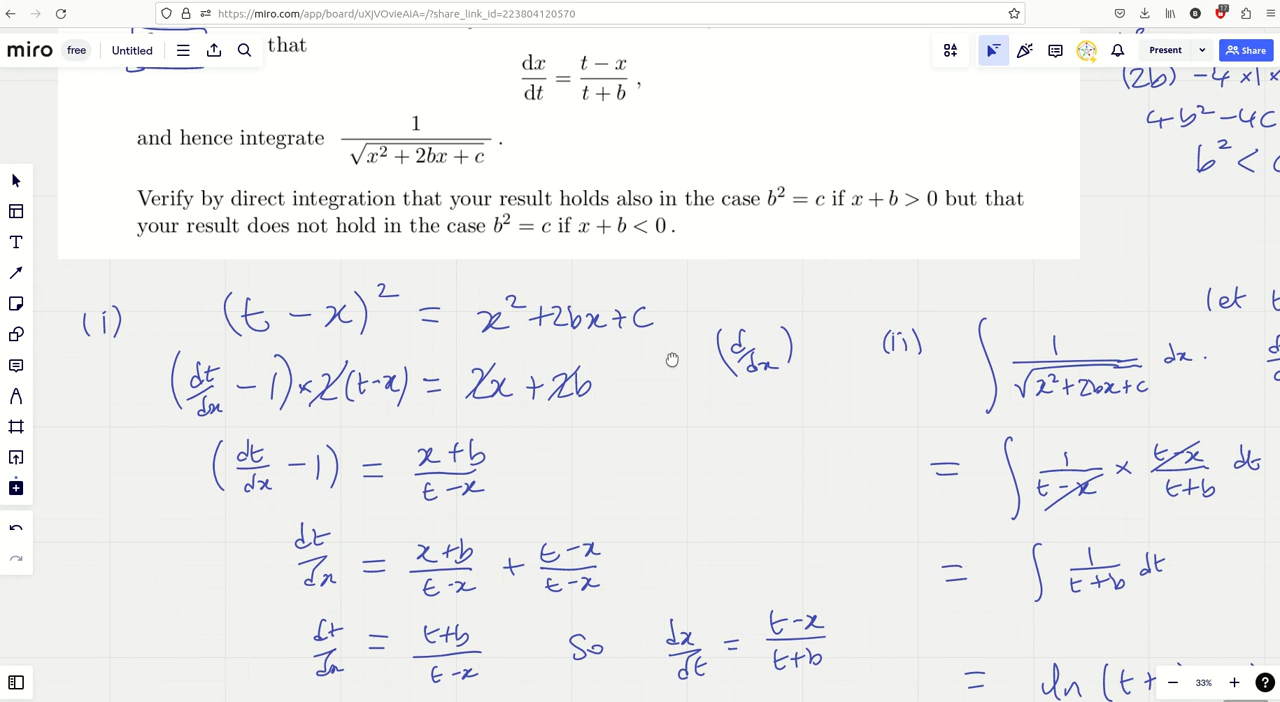 https://miro.com/app/board/uXJVOvieAIA=/?share_link_id=223804120570
miro free Untitled Present Share
17
that
dx/dt = (t − x)/(t + b) ,
and hence integrate 1/√(x² + 2bx + c) .
Verify by direct integration that your result holds also in the case b² = c if x + b > 0 but that
your result does not hold in the case b² = c if x + b < 0 .
(2b) −4×1×
4b²−4c
b² <
(i) (t − x)² = x²+2bx+c
(dt/dx − 1)×2(t−x) = 2x+2b (d/dx)
(dt/dx − 1) = (x+b)/(t−x)
dt/dx = (x+b)/(t−x) + (t−x)/(t−x)
dt/dx = (t+b)/(t−x) So dx/dt = (t−x)/(t+b)
let
(ii) ∫ 1/√(x²+2bx+c) dx.
= ∫ 1/(t−x) × (t−x)/(t+b) dt
= ∫ 1/(t+b) dt
= ln (t+
33%